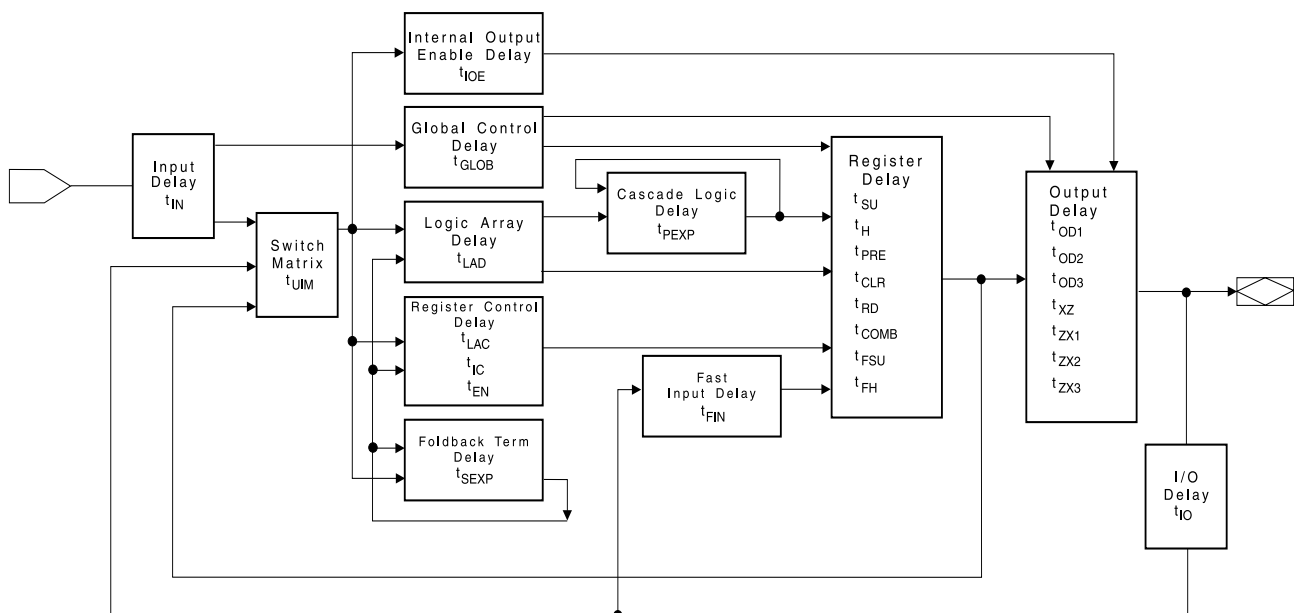 Internal Output
Enable Delay
tIOE
Global Control
Delay
tGLOB
Input
Delay
tIN
Switch
Matrix
tUIM
Logic Array
Delay
tLAD
Cascade Logic
Delay
tPEXP
Register Control
Delay
tLAC
tIC
tEN
Foldback Term
Delay
tSEXP
Fast
Input Delay
tFIN
Register
Delay
tSU
tH
tPRE
tCLR
tRD
tCOMB
tFSU
tFH
Output
Delay
tOD1
tOD2
tOD3
tXZ
tZX1
tZX2
tZX3
I/O
Delay
tIO